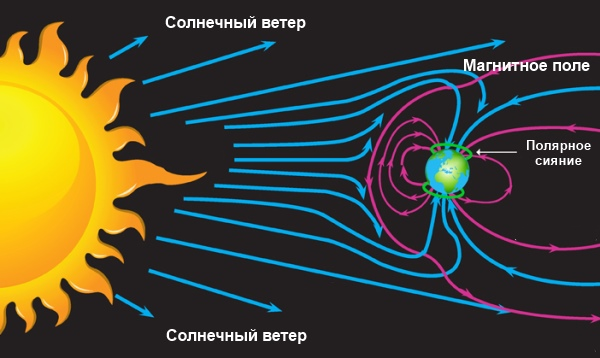 Солнечный ветер
Магнитное поле
Полярное
сияние
Солнечный ветер